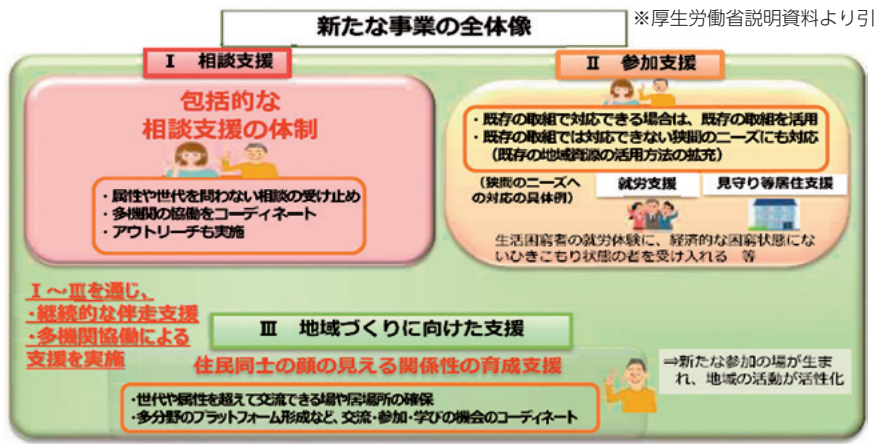 新たな事業の全体像
※厚生労働省説明資料より引
Ⅰ 相談支援
包括的な
相談支援の体制
・属性や世代を問わない相談の受け止め
・多機関の協働をコーディネート
・アウトリーチも実施
Ⅱ 参加支援
・既存の取組で対応できる場合は、既存の取組を活用
・既存の取組では対応できない狭間のニーズにも対応
（既存の地域資源の活用方法の拡充）
（狭間のニーズへ
の対応の具体例）
就労支援
見守り等居住支援
生活困窮者の就労体験に、経済的な困窮状態にな
いひきこもり状態の者を受け入れる 等
Ⅰ～Ⅲを通じ、
・継続的な伴走支援
・多機関協働による
支援を実施
Ⅲ 地域づくりに向けた支援
住民同士の顔の見える関係性の育成支援
・世代や属性を超えて交流できる場や居場所の確保
・多分野のプラットフォーム形成など、交流・参加・学びの機会のコーディネート
⇒新たな参加の場が生ま
れ、地域の活動が活性化